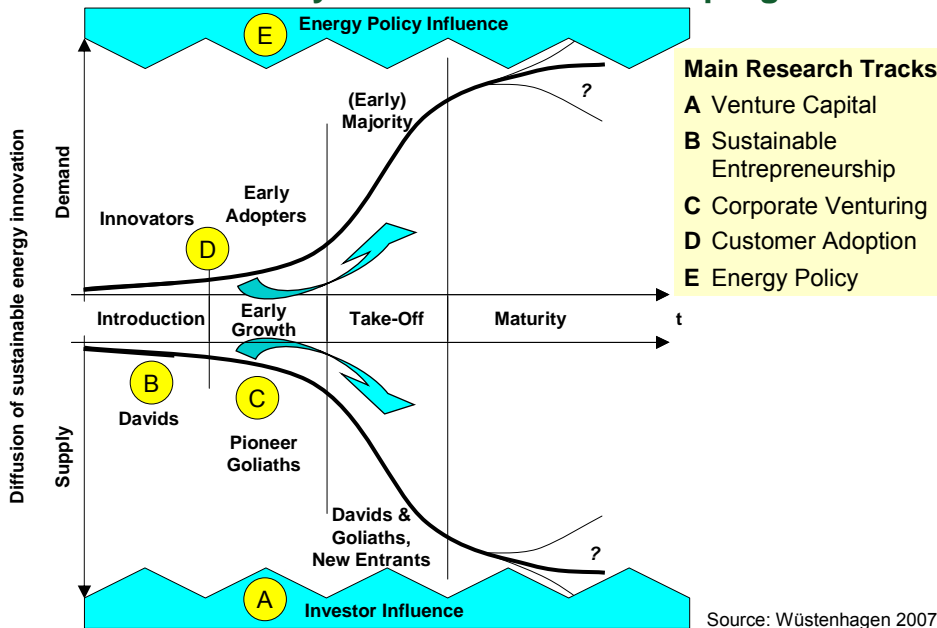 Energy Policy Influence
E
Main Research Tracks
A Venture Capital
B Sustainable
Entrepreneurship
C Corporate Venturing
D Customer Adoption
E Energy Policy
Diffusion of sustainable energy innovation
Demand
(Early)
Majority
?
Early
Adopters
Innovators
D
Introduction
Early
Growth
Take-Off
Maturity
t
Supply
B
Davids
C
Pioneer
Goliaths
Davids &
Goliaths,
New Entrants
?
A
Investor Influence
Source: Wüstenhagen 2007